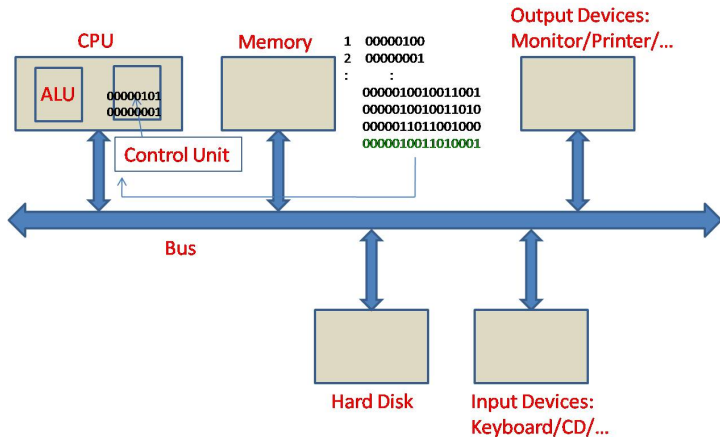 CPU
Memory
1 00000100
2 00000001
: :
0000010010011001
0000010010011010
0000011011001000
0000010011010001
Output Devices:
Monitor/Printer/...
ALU
00000101
00000001
Control Unit
Bus
Hard Disk
Input Devices:
Keyboard/CD/...